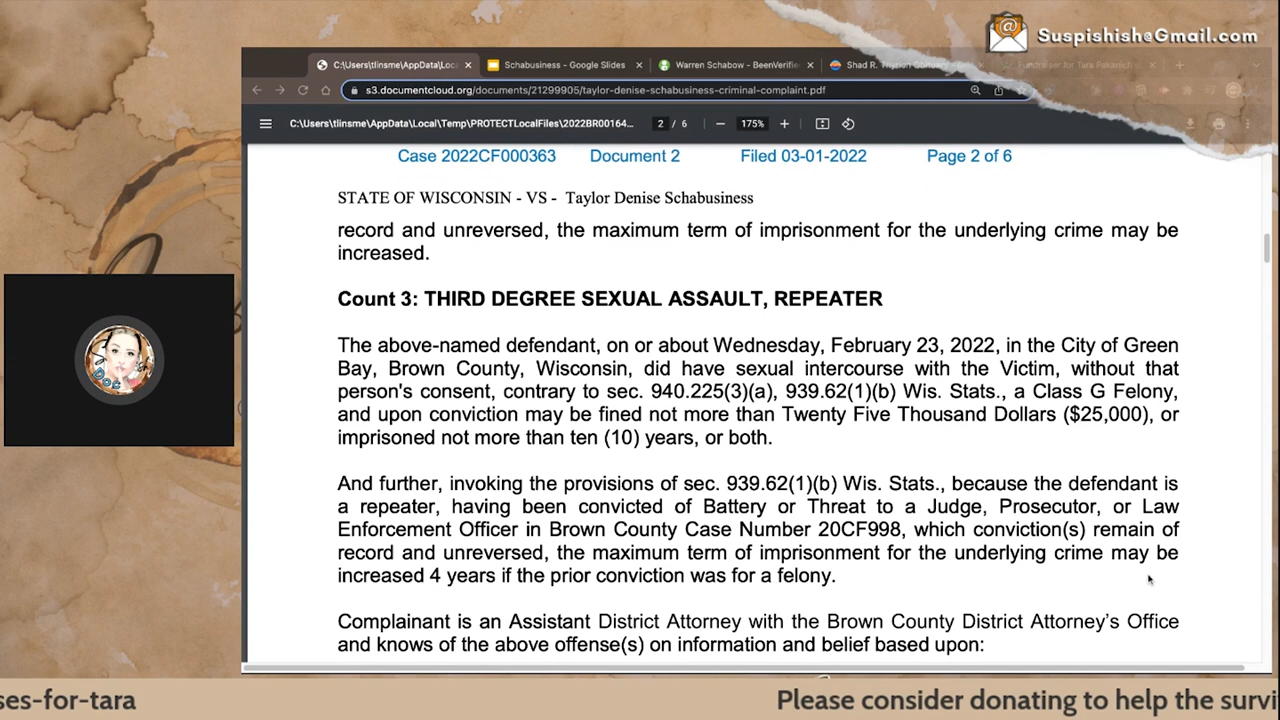 Suspishish@Gmail.com
C:\Users\tlinsme\AppData\Loc
Schabusiness - Google Slides
Warren Schabow - BeenVerifie
Shad R. Thyrion Obituary
Fundraiser for Tara Pakanich
s3.documentcloud.org/documents/21299905/taylor-denise-schabusiness-criminal-complaint.pdf
C:\Users\tlinsme\AppData\Local\Temp\PROTECTLocalFiles\2022BR00164... 2 / 6 175%
Case 2022CF000363 Document 2 Filed 03-01-2022 Page 2 of 6
STATE OF WISCONSIN - VS - Taylor Denise Schabusiness
record and unreversed, the maximum term of imprisonment for the underlying crime may be
increased.
Count 3: THIRD DEGREE SEXUAL ASSAULT, REPEATER
The above-named defendant, on or about Wednesday, February 23, 2022, in the City of Green
Bay, Brown County, Wisconsin, did have sexual intercourse with the Victim, without that
person's consent, contrary to sec. 940.225(3)(a), 939.62(1)(b) Wis. Stats., a Class G Felony,
and upon conviction may be fined not more than Twenty Five Thousand Dollars ($25,000), or
imprisoned not more than ten (10) years, or both.
And further, invoking the provisions of sec. 939.62(1)(b) Wis. Stats., because the defendant is
a repeater, having been convicted of Battery or Threat to a Judge, Prosecutor, or Law
Enforcement Officer in Brown County Case Number 20CF998, which conviction(s) remain of
record and unreversed, the maximum term of imprisonment for the underlying crime may be
increased 4 years if the prior conviction was for a felony.
Complainant is an Assistant District Attorney with the Brown County District Attorney's Office
and knows of the above offense(s) on information and belief based upon:
Doc
ses-for-tara
Please consider donating to help the survi